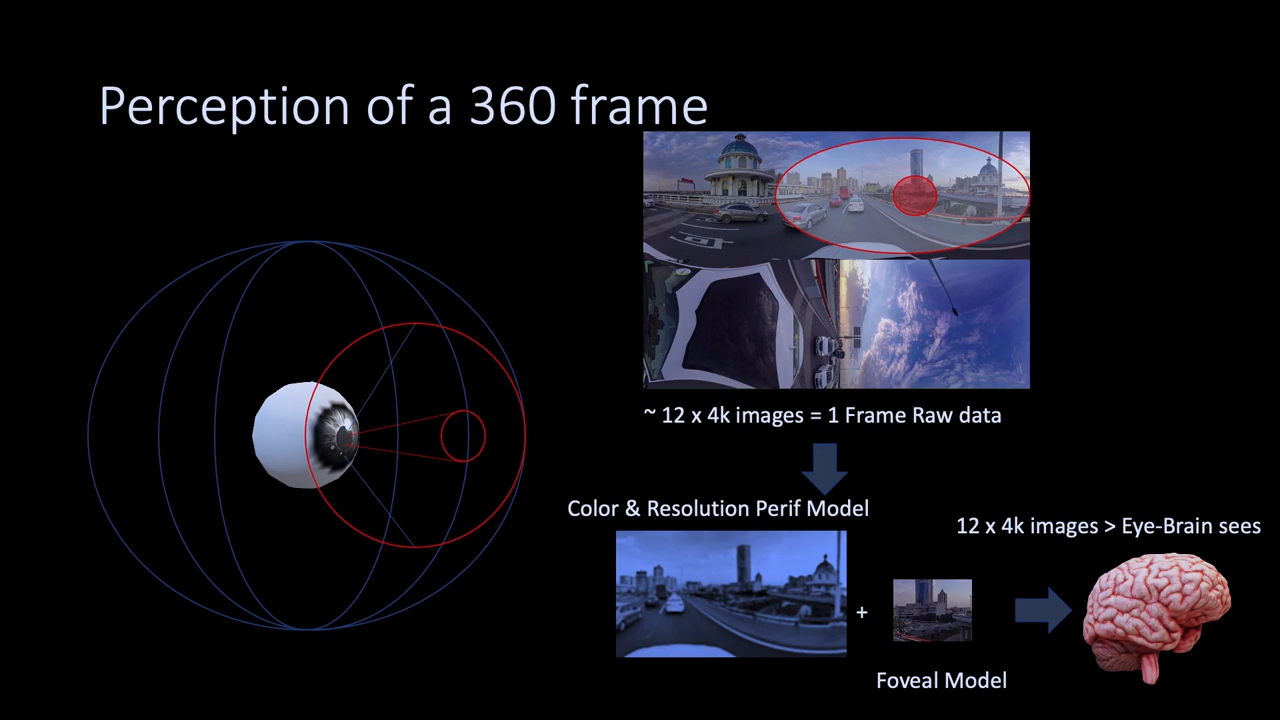 Perception of a 360 frame
~ 12 x 4k images = 1 Frame Raw data
Color & Resolution Perif Model
12 x 4k images > Eye-Brain sees
+
Foveal Model